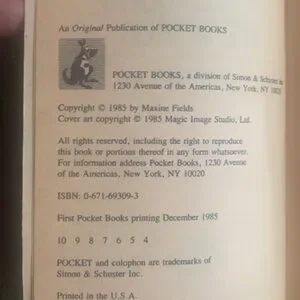 An Original Publication of POCKET BOOKS
POCKET BOOKS, a division of Simon & Schuster Inc.
1230 Avenue of the Americas, New York, NY 10020
Copyright © 1985 by Maxine Fields
Cover art copyright © 1985 Magic Image Studio, Ltd.
All rights reserved, including the right to reproduce
this book or portions thereof in any form whatsoever.
For information address Pocket Books, 1230 Avenue
of the Americas, New York, NY 10020
ISBN: 0-671-69309-3
First Pocket Books printing December 1985
10 9 8 7 6 5 4
POCKET and colophon are trademarks of
Simon & Schuster Inc.
Printed in the U.S.A.